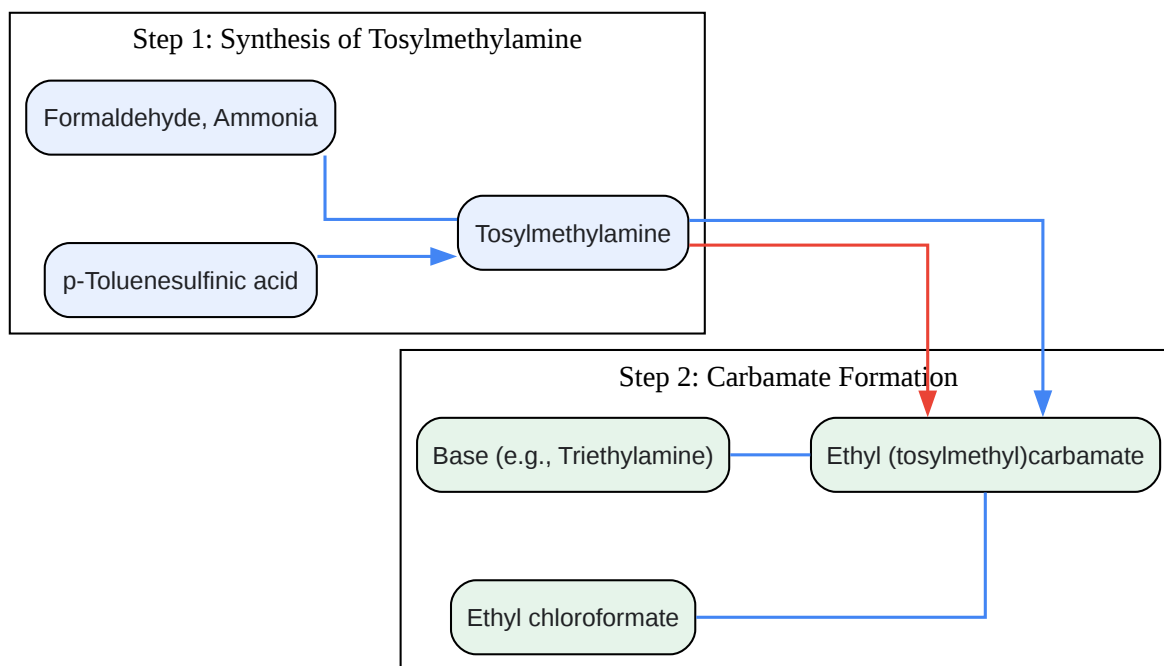 Step 1: Synthesis of Tosylmethylamine
Formaldehyde, Ammonia
Tosylmethylamine
p-Toluenesulfinic acid
Step 2: Carbamate Formation
Base (e.g., Triethylamine)
Ethyl (tosylmethyl)carbamate
Ethyl chloroformate